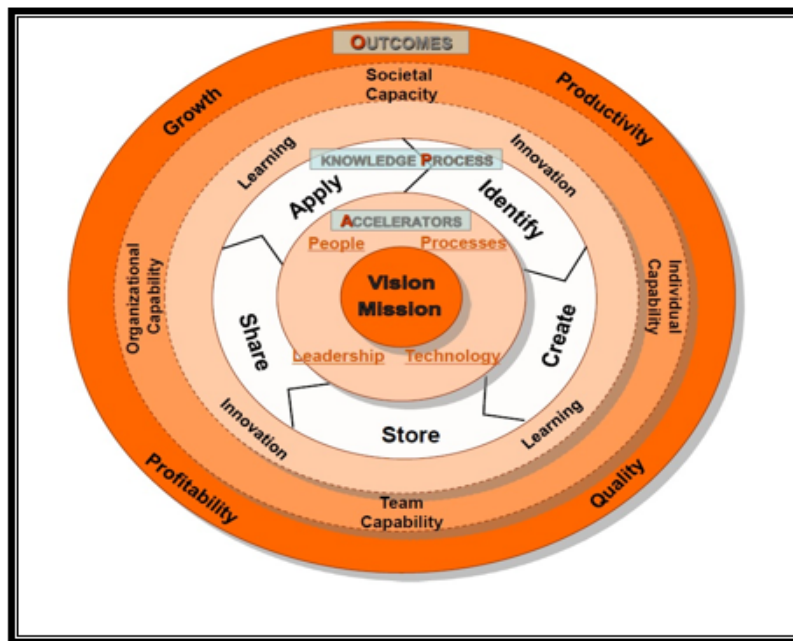 OUTCOMES
Societal
Capacity
Growth
Productivity
Learning
Innovation
KNOWLEDGE PROCESS
Apply
Identify
ACCELERATORS
People
Processes
Vision
Mission
Organizational
Capability
Individual
Capability
Share
Create
Leadership
Technology
Innovation
Learning
Store
Profitability
Quality
Team
Capability